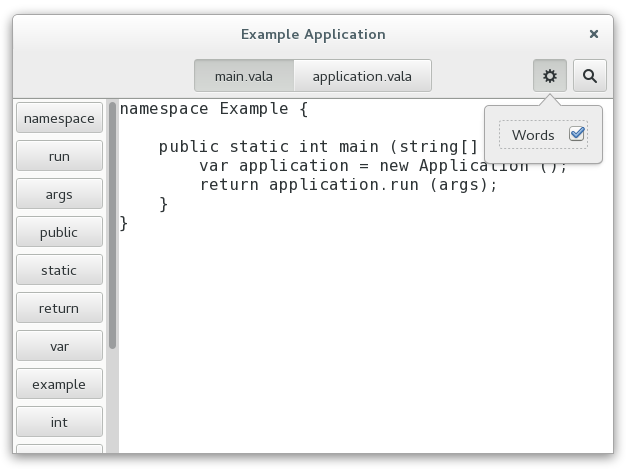 Example Application
main.vala application.vala
namespace
run
args
public
static
return
var
example
int
namespace Example {
public static int main (string[]
var application = new Application ();
return application.run (args);
}
}
Words